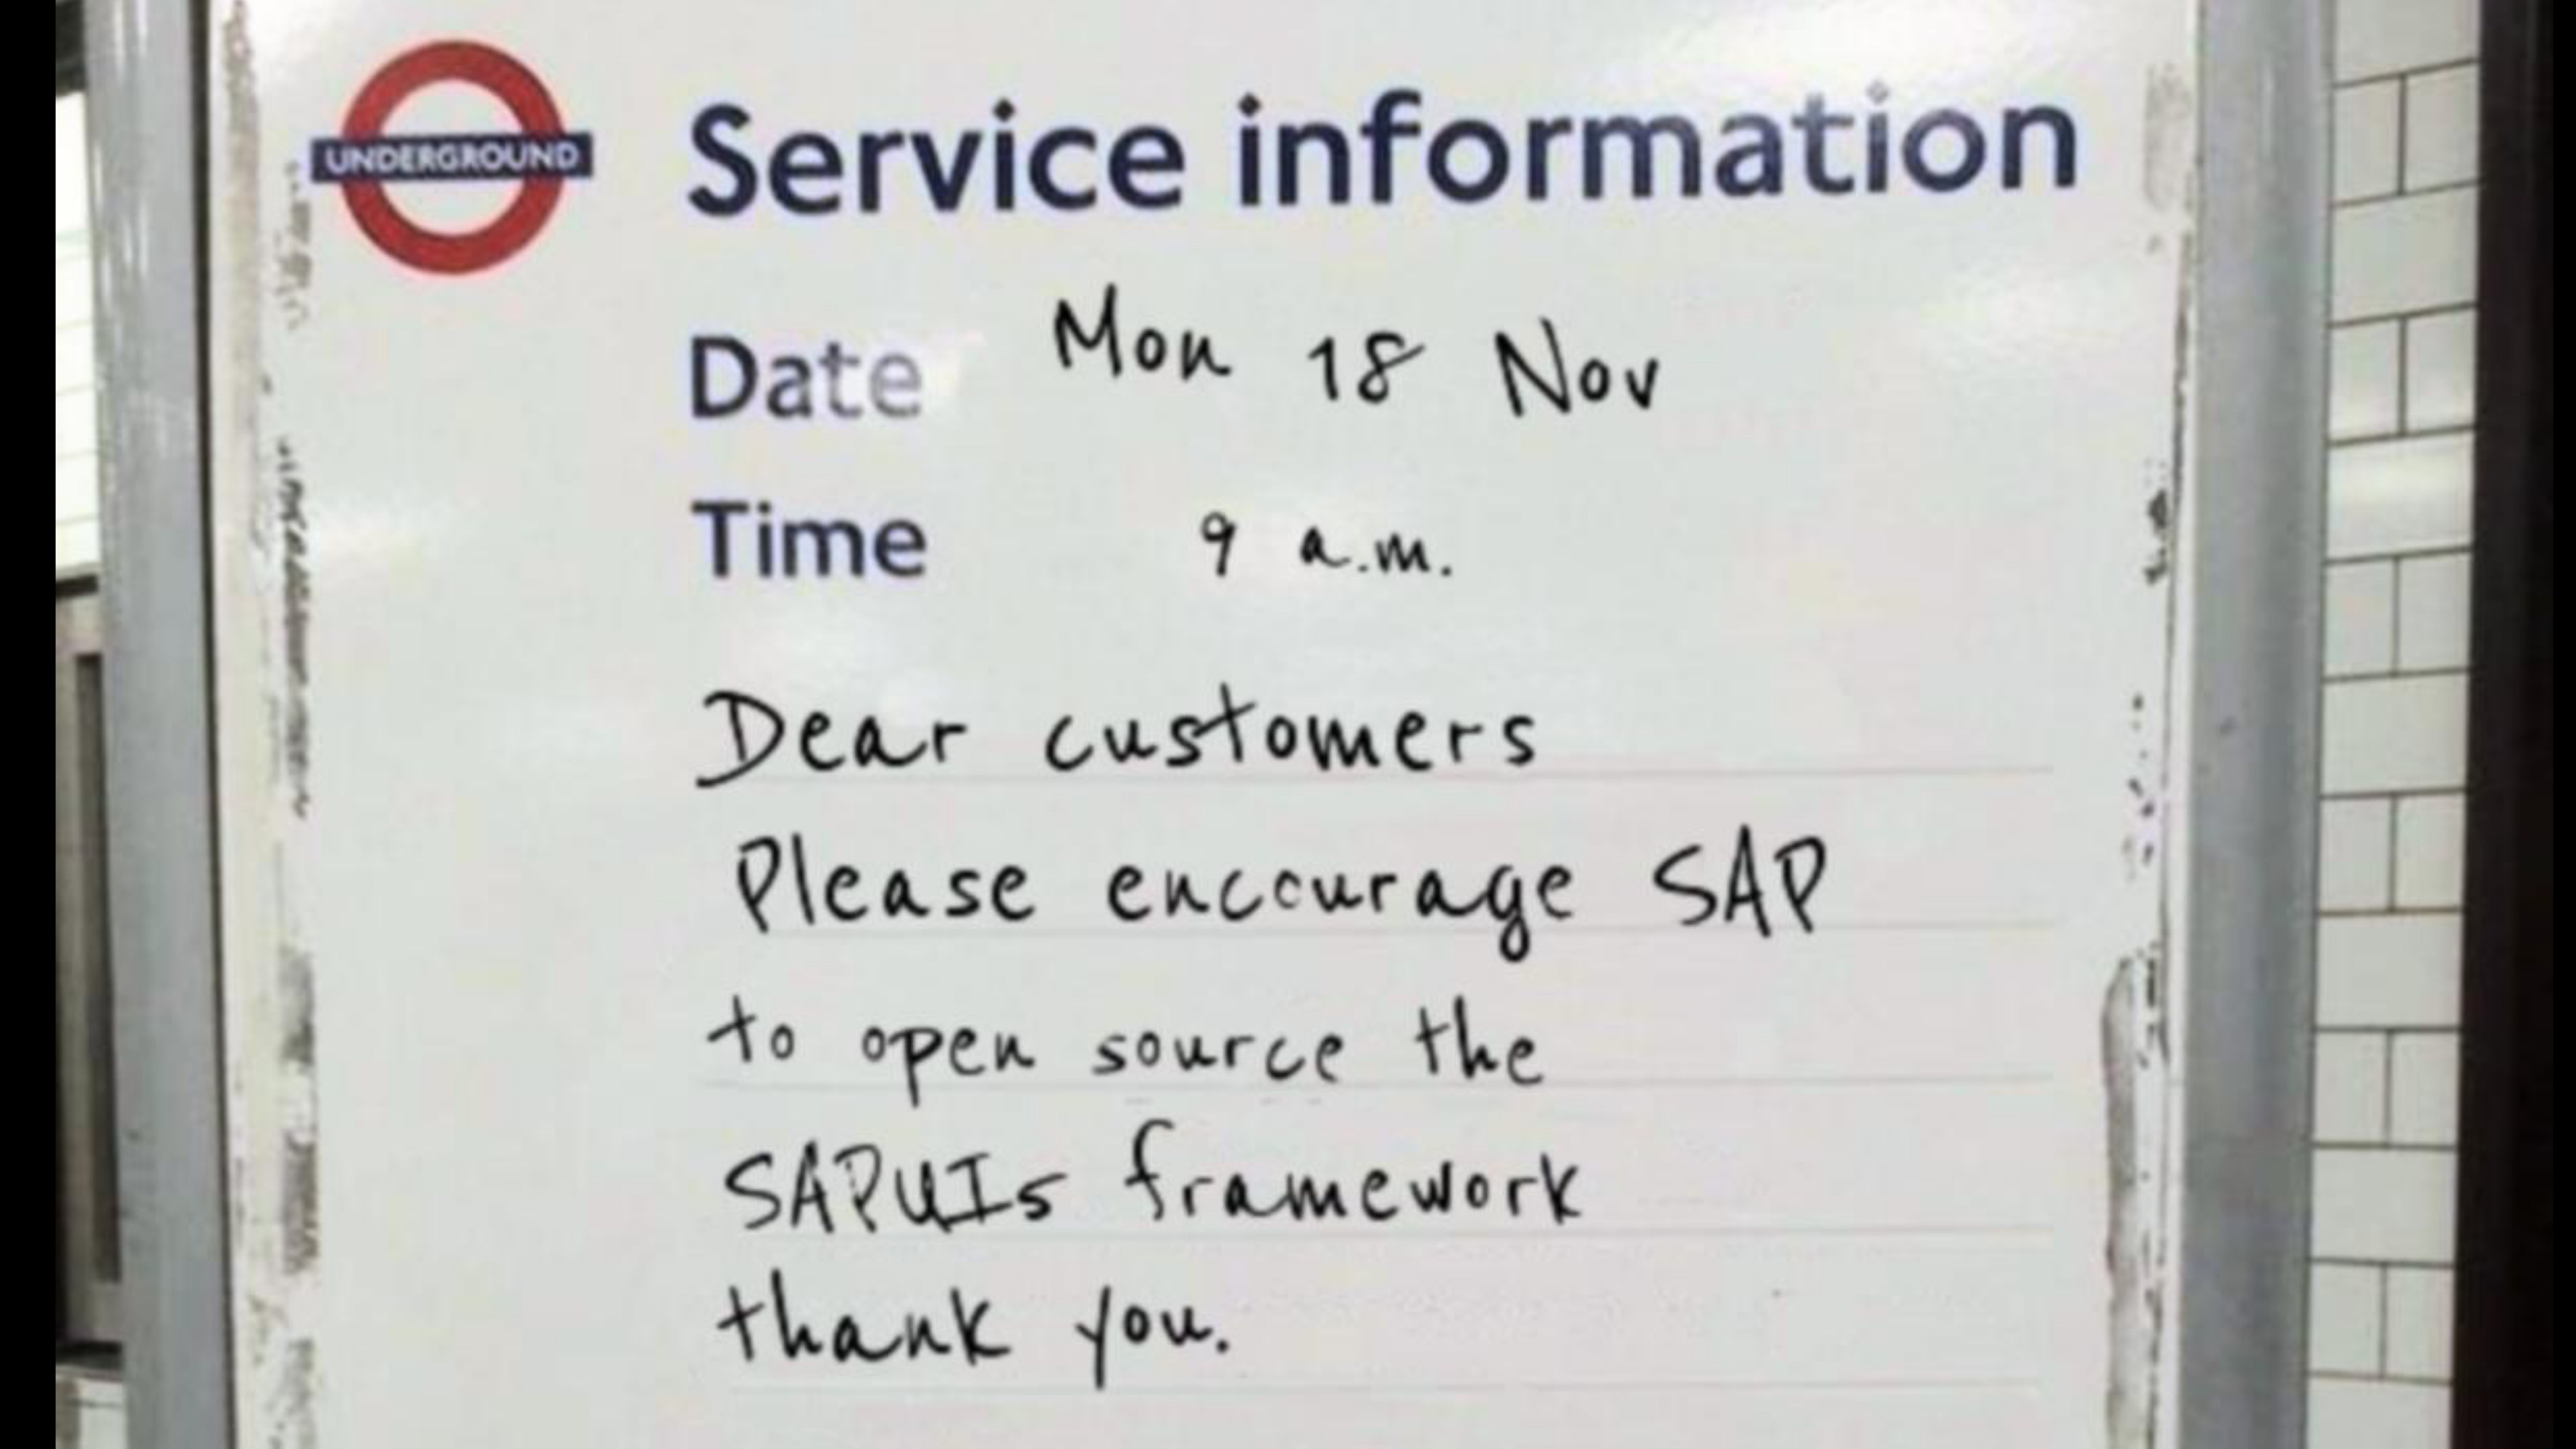 UNDERGROUND
Service information
Date Mon 18 Nov
Time 9 a.m.
Dear customers
Please encourage SAP
to open source the
SAPUI5 framework
thank you.